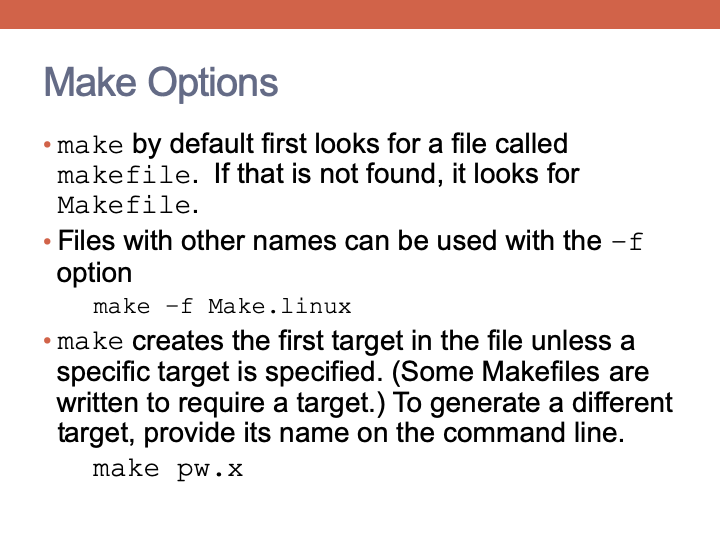 Make Options
• make by default first looks for a file called
makefile. If that is not found, it looks for
Makefile.
• Files with other names can be used with the –f
option
make –f Make.linux
• make creates the first target in the file unless a
specific target is specified. (Some Makefiles are
written to require a target.) To generate a different
target, provide its name on the command line.
make pw.x